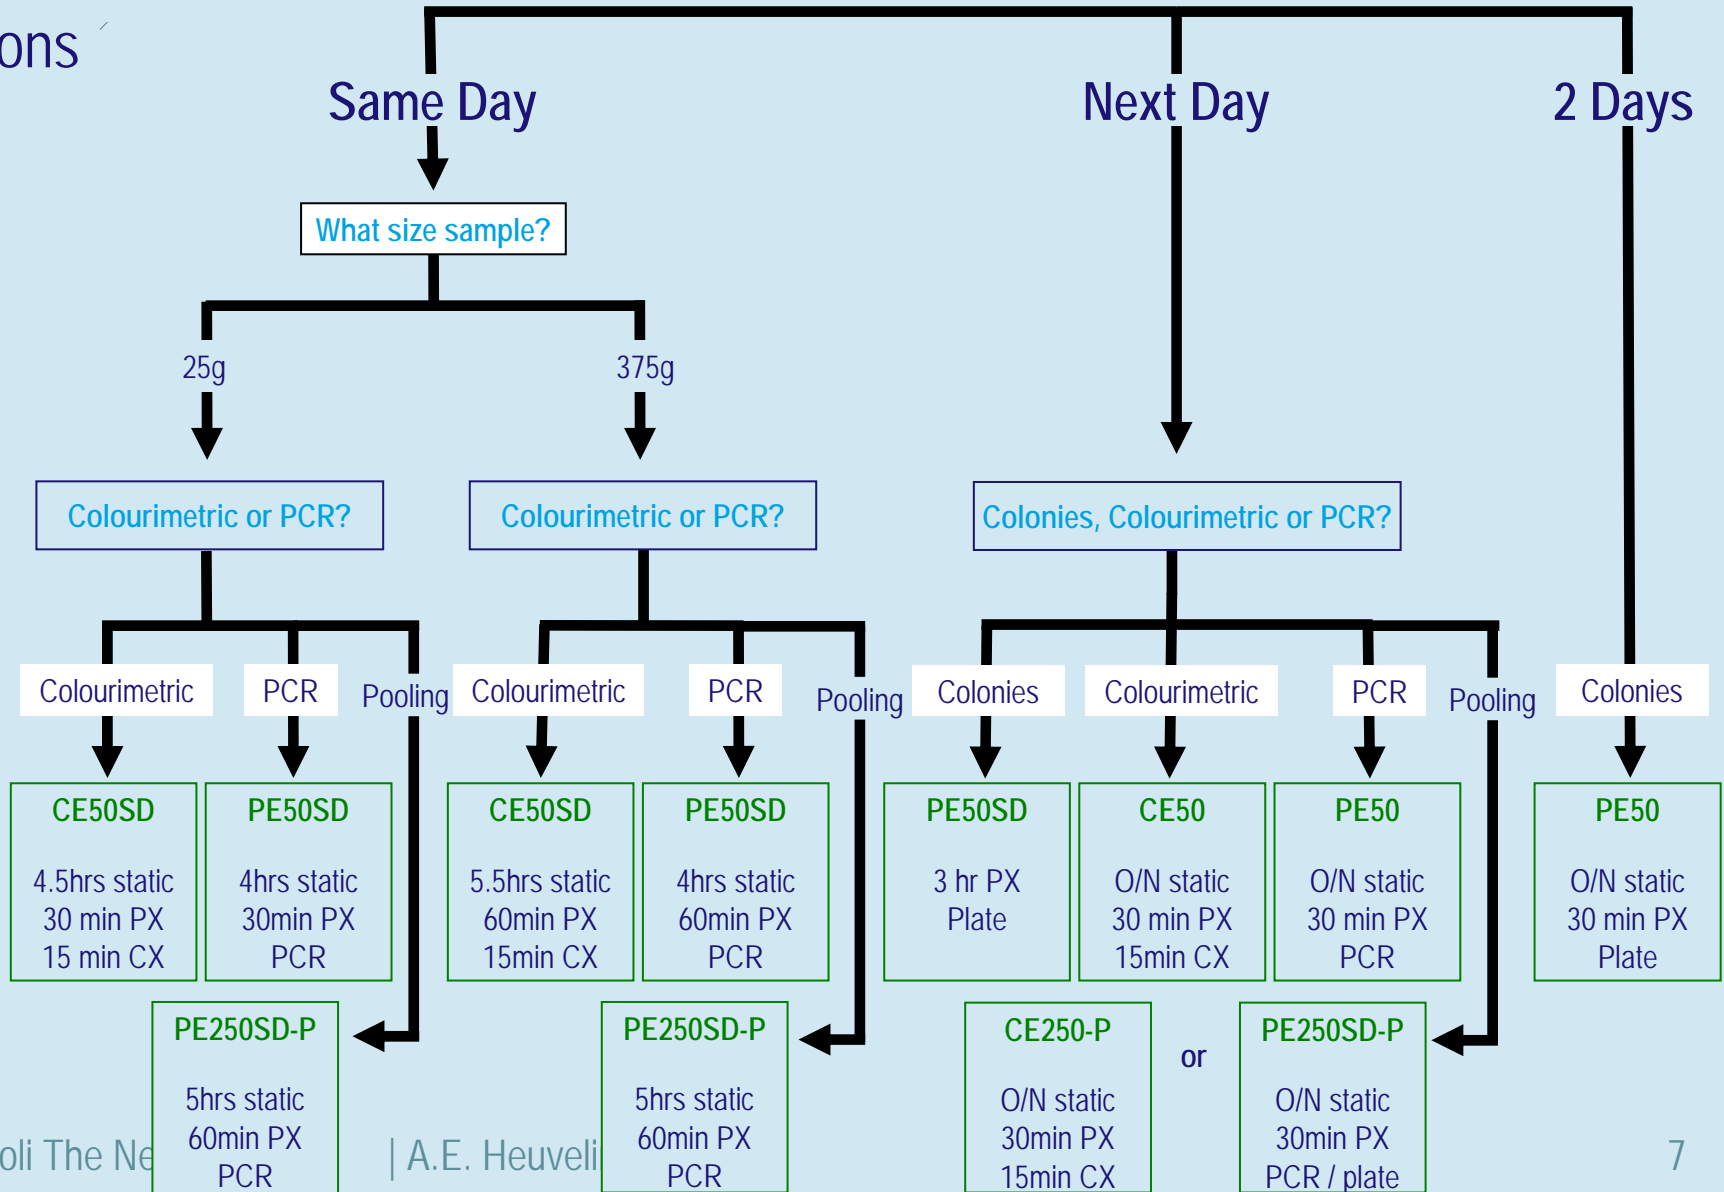 ons
Same Day
Next Day
2 Days
What size sample?
25g
375g
Colourimetric or PCR?
Colourimetric or PCR?
Colonies, Colourimetric or PCR?
Colourimetric
PCR
Pooling
Colourimetric
PCR
Pooling
Colonies
Colourimetric
PCR
Pooling
Colonies
CE50SD
4.5hrs static
30 min PX
15 min CX
PE50SD
4hrs static
30min PX
PCR
CE50SD
5.5hrs static
60min PX
15min CX
PE50SD
4hrs static
60min PX
PCR
PE50SD
3 hr PX
Plate
CE50
O/N static
30 min PX
15min CX
PE50
O/N static
30 min PX
PCR
PE50
O/N static
30 min PX
Plate
PE250SD-P
5hrs static
60min PX
PCR
PE250SD-P
5hrs static
60min PX
PCR
CE250-P
O/N static
30min PX
15min CX
or
PE250SD-P
O/N static
30min PX
PCR / plate
oli The Ne
| A.E. Heuveli
7